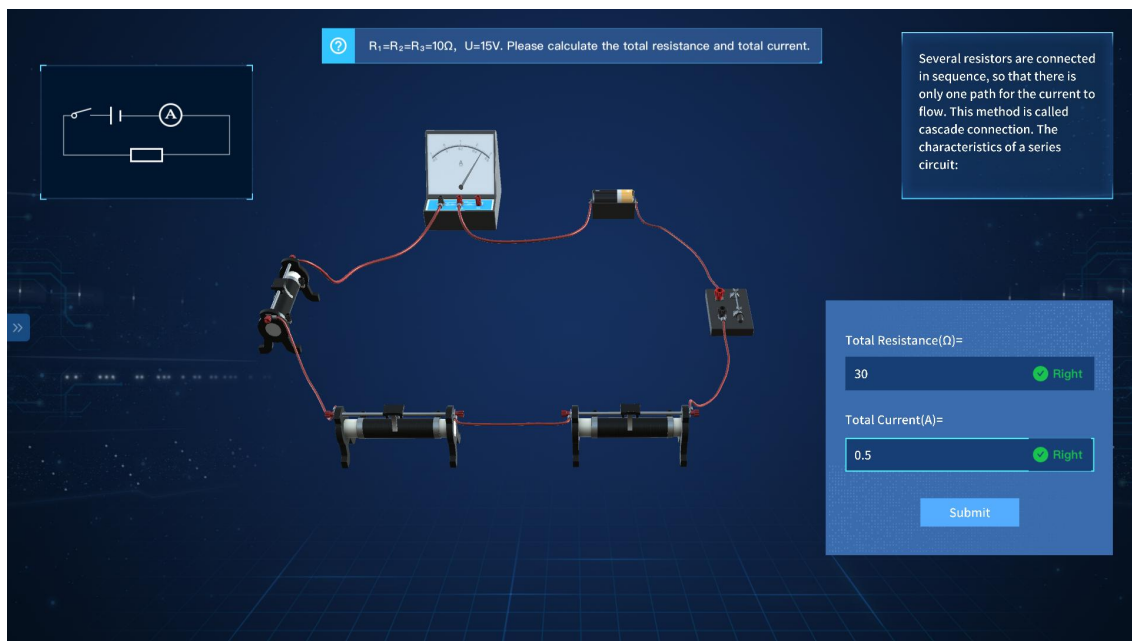 R₁=R₂=R₃=10Ω, U=15V. Please calculate the total resistance and total current.
A
Several resistors are connected
in sequence, so that there is
only one path for the current to
flow. This method is called
cascade connection. The
characteristics of a series
circuit:
A
Total Resistance(Ω)=
30 Right
Total Current(A)=
0.5 Right
Submit